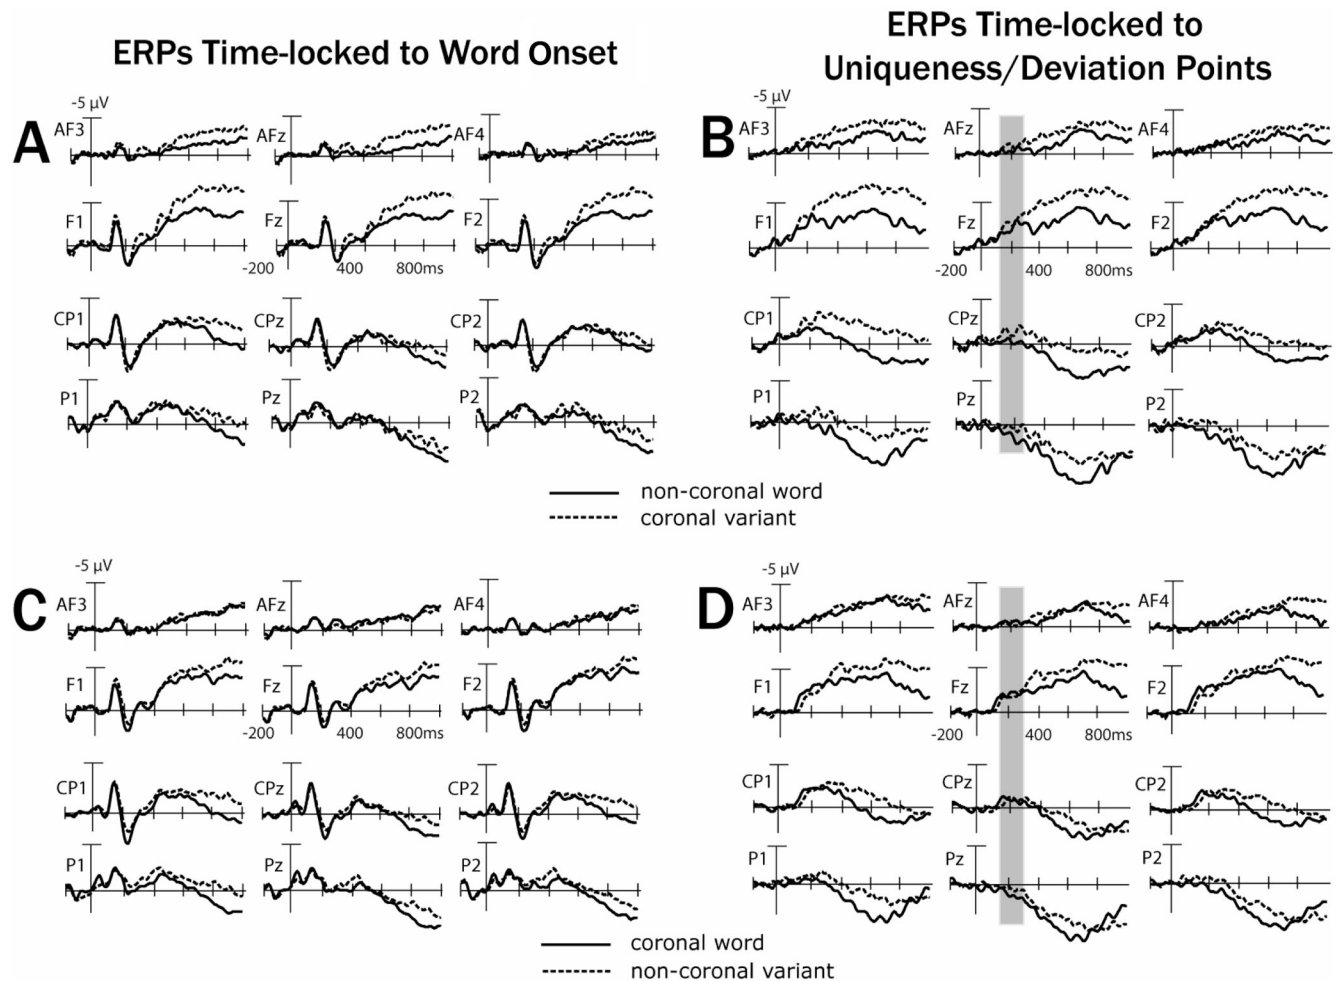 ERPs Time-locked to Word Onset
ERPs Time-locked to
Uniqueness/Deviation Points
A
-5 µV
AF3
AFz
AF4
F1
Fz
F2
-200
400
800ms
CP1
CPz
CP2
P1
Pz
P2
B
-5 µV
AF3
AFz
AF4
F1
Fz
F2
-200
400
800ms
CP1
CPz
CP2
P1
Pz
P2
non-coronal word
coronal variant
C
-5 µV
AF3
AFz
AF4
F1
Fz
F2
-200
400
800ms
CP1
CPz
CP2
P1
Pz
P2
D
-5 µV
AF3
AFz
AF4
F1
Fz
F2
-200
400
800ms
CP1
CPz
CP2
P1
Pz
P2
coronal word
non-coronal variant